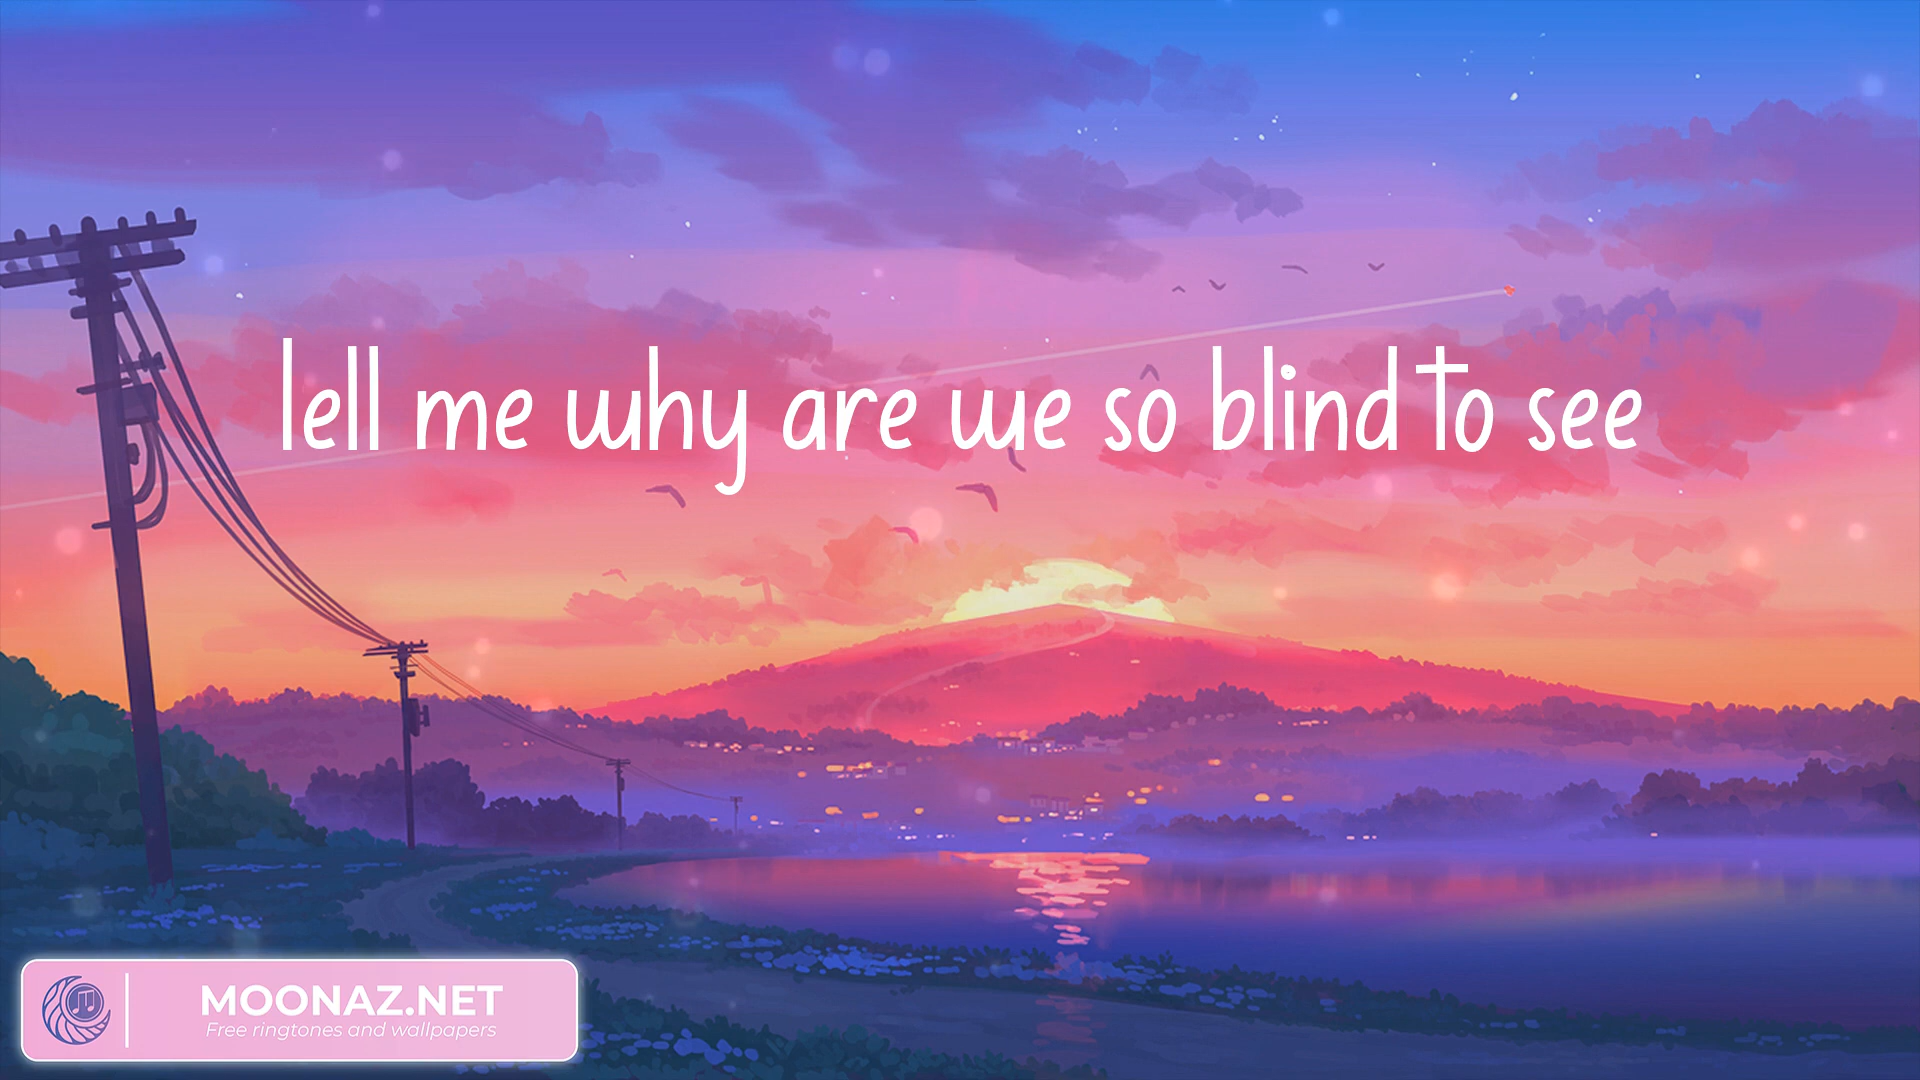 lell me why are we so blind to see
MOONAZ.NET
Free ringtones and wallpapers